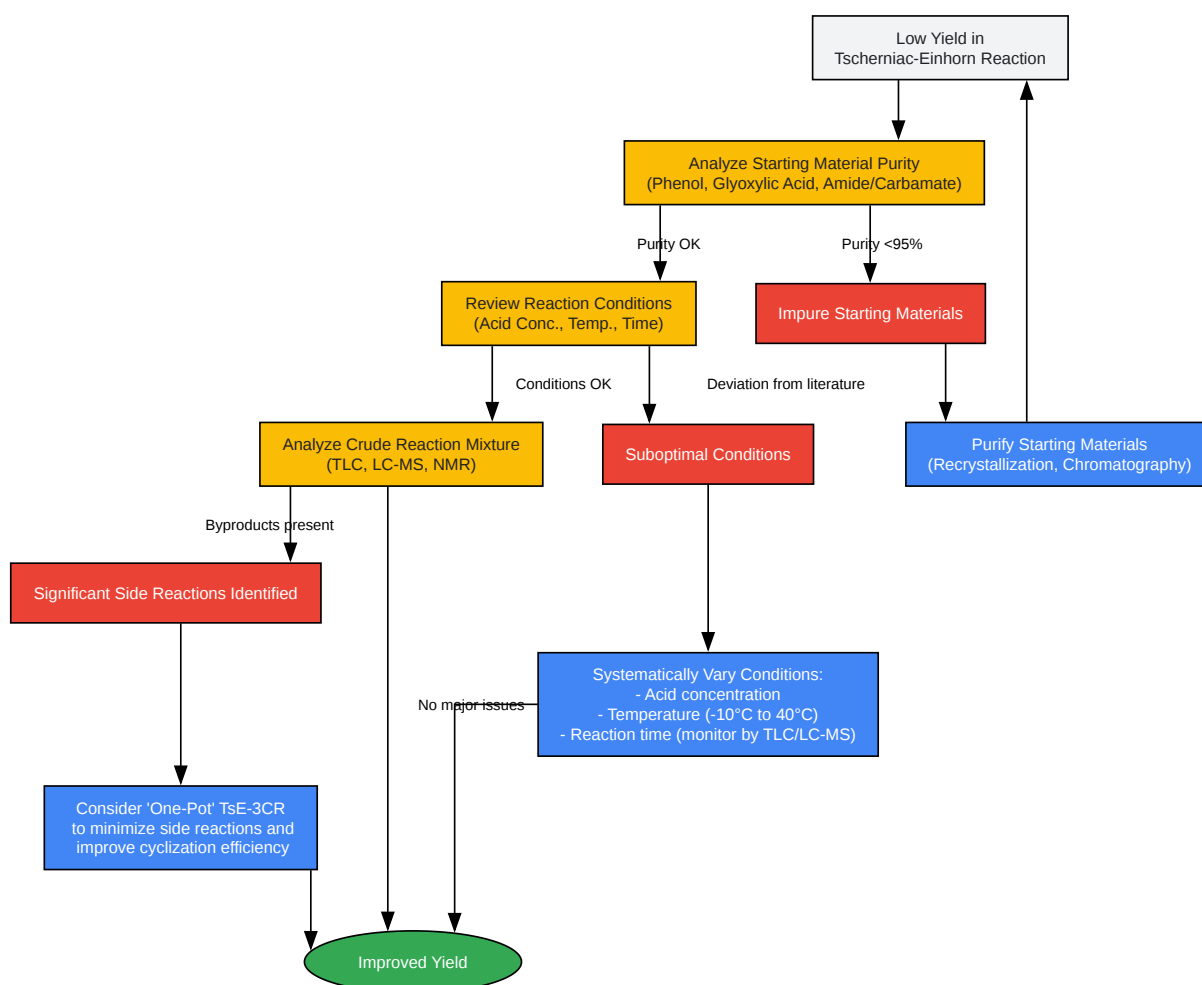 Low Yield in
Tscherniac-Einhorn Reaction
Analyze Starting Material Purity
(Phenol, Glyoxylic Acid, Amide/Carbamate)
Purity OK
Purity <95%
Review Reaction Conditions
(Acid Conc., Temp., Time)
Impure Starting Materials
Conditions OK
Deviation from literature
Analyze Crude Reaction Mixture
(TLC, LC-MS, NMR)
Suboptimal Conditions
Purify Starting Materials
(Recrystallization, Chromatography)
Byproducts present
Significant Side Reactions Identified
Systematically Vary Conditions:
- Acid concentration
- Temperature (-10°C to 40°C)
- Reaction time (monitor by TLC/LC-MS)
No major issues
Consider 'One-Pot' TsE-3CR
to minimize side reactions and
improve cyclization efficiency
Improved Yield